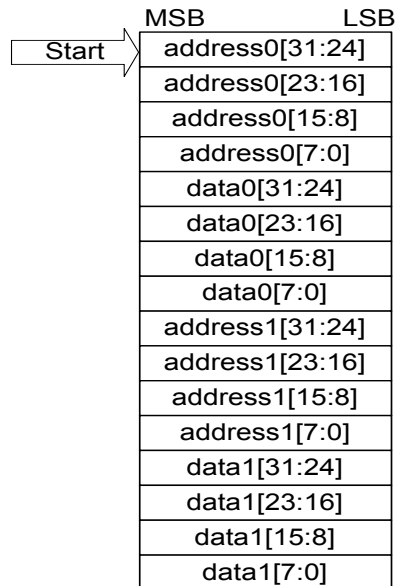 MSB LSB
Start address0[31:24]
address0[23:16]
address0[15:8]
address0[7:0]
data0[31:24]
data0[23:16]
data0[15:8]
data0[7:0]
address1[31:24]
address1[23:16]
address1[15:8]
address1[7:0]
data1[31:24]
data1[23:16]
data1[15:8]
data1[7:0]